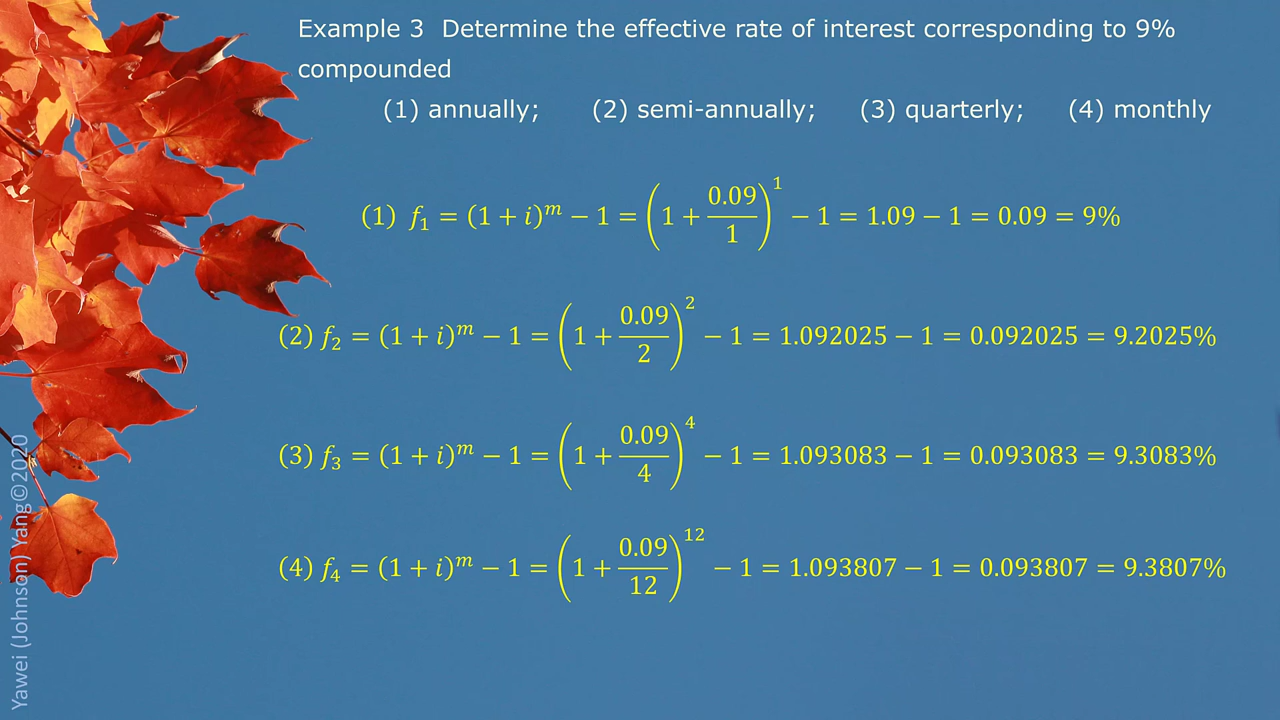 Example 3  Determine the effective rate of interest corresponding to 9%
compounded
(1) annually; (2) semi-annually; (3) quarterly; (4) monthly
(1) f₁ = (1 + i)ᵐ − 1 = (1 + 0.09/1)¹ − 1 = 1.09 − 1 = 0.09 = 9%
(2) f₂ = (1 + i)ᵐ − 1 = (1 + 0.09/2)² − 1 = 1.092025 − 1 = 0.092025 = 9.2025%
(3) f₃ = (1 + i)ᵐ − 1 = (1 + 0.09/4)⁴ − 1 = 1.093083 − 1 = 0.093083 = 9.3083%
(4) f₄ = (1 + i)ᵐ − 1 = (1 + 0.09/12)¹² − 1 = 1.093807 − 1 = 0.093807 = 9.3807%
Yawei (Johnson) Yang©2020